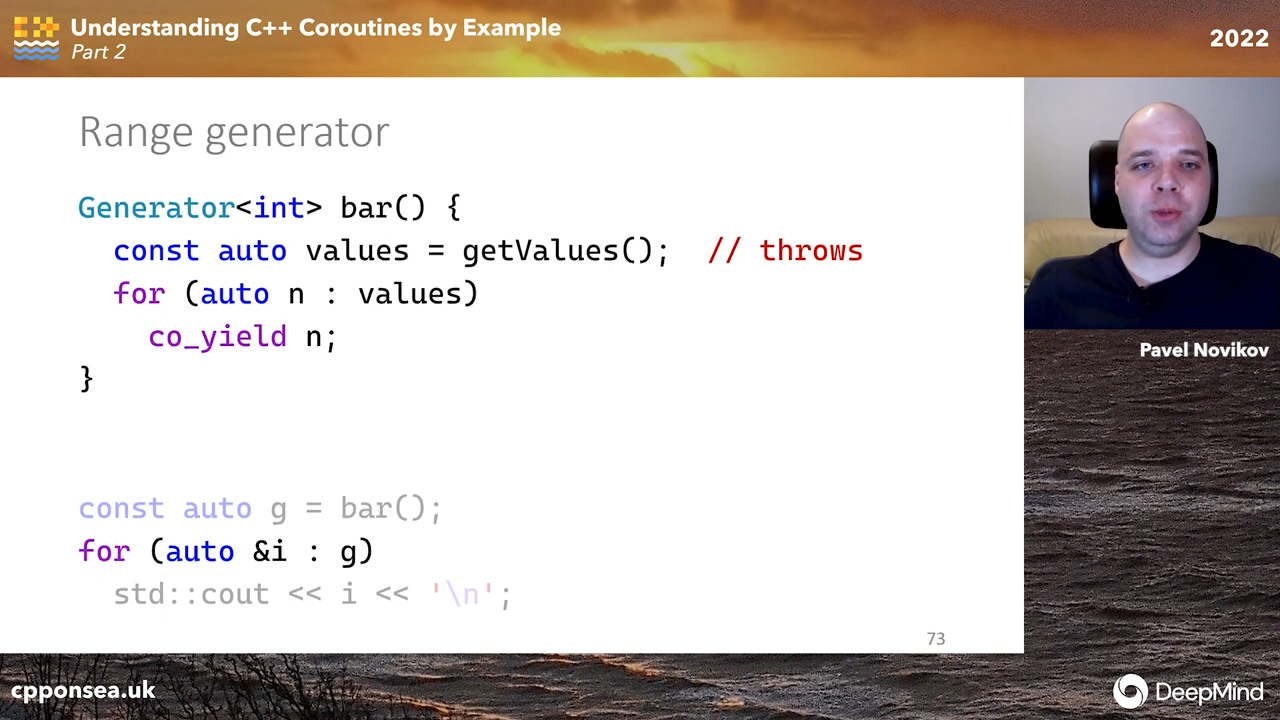 Understanding C++ Coroutines by Example
Part 2
2022
Range generator
Generator<int> bar() {
  const auto values = getValues();  // throws
  for (auto n : values)
    co_yield n;
}
const auto g = bar();
for (auto &i : g)
  std::cout << i << '\n';
73
Pavel Novikov
cpponsea.uk
DeepMind